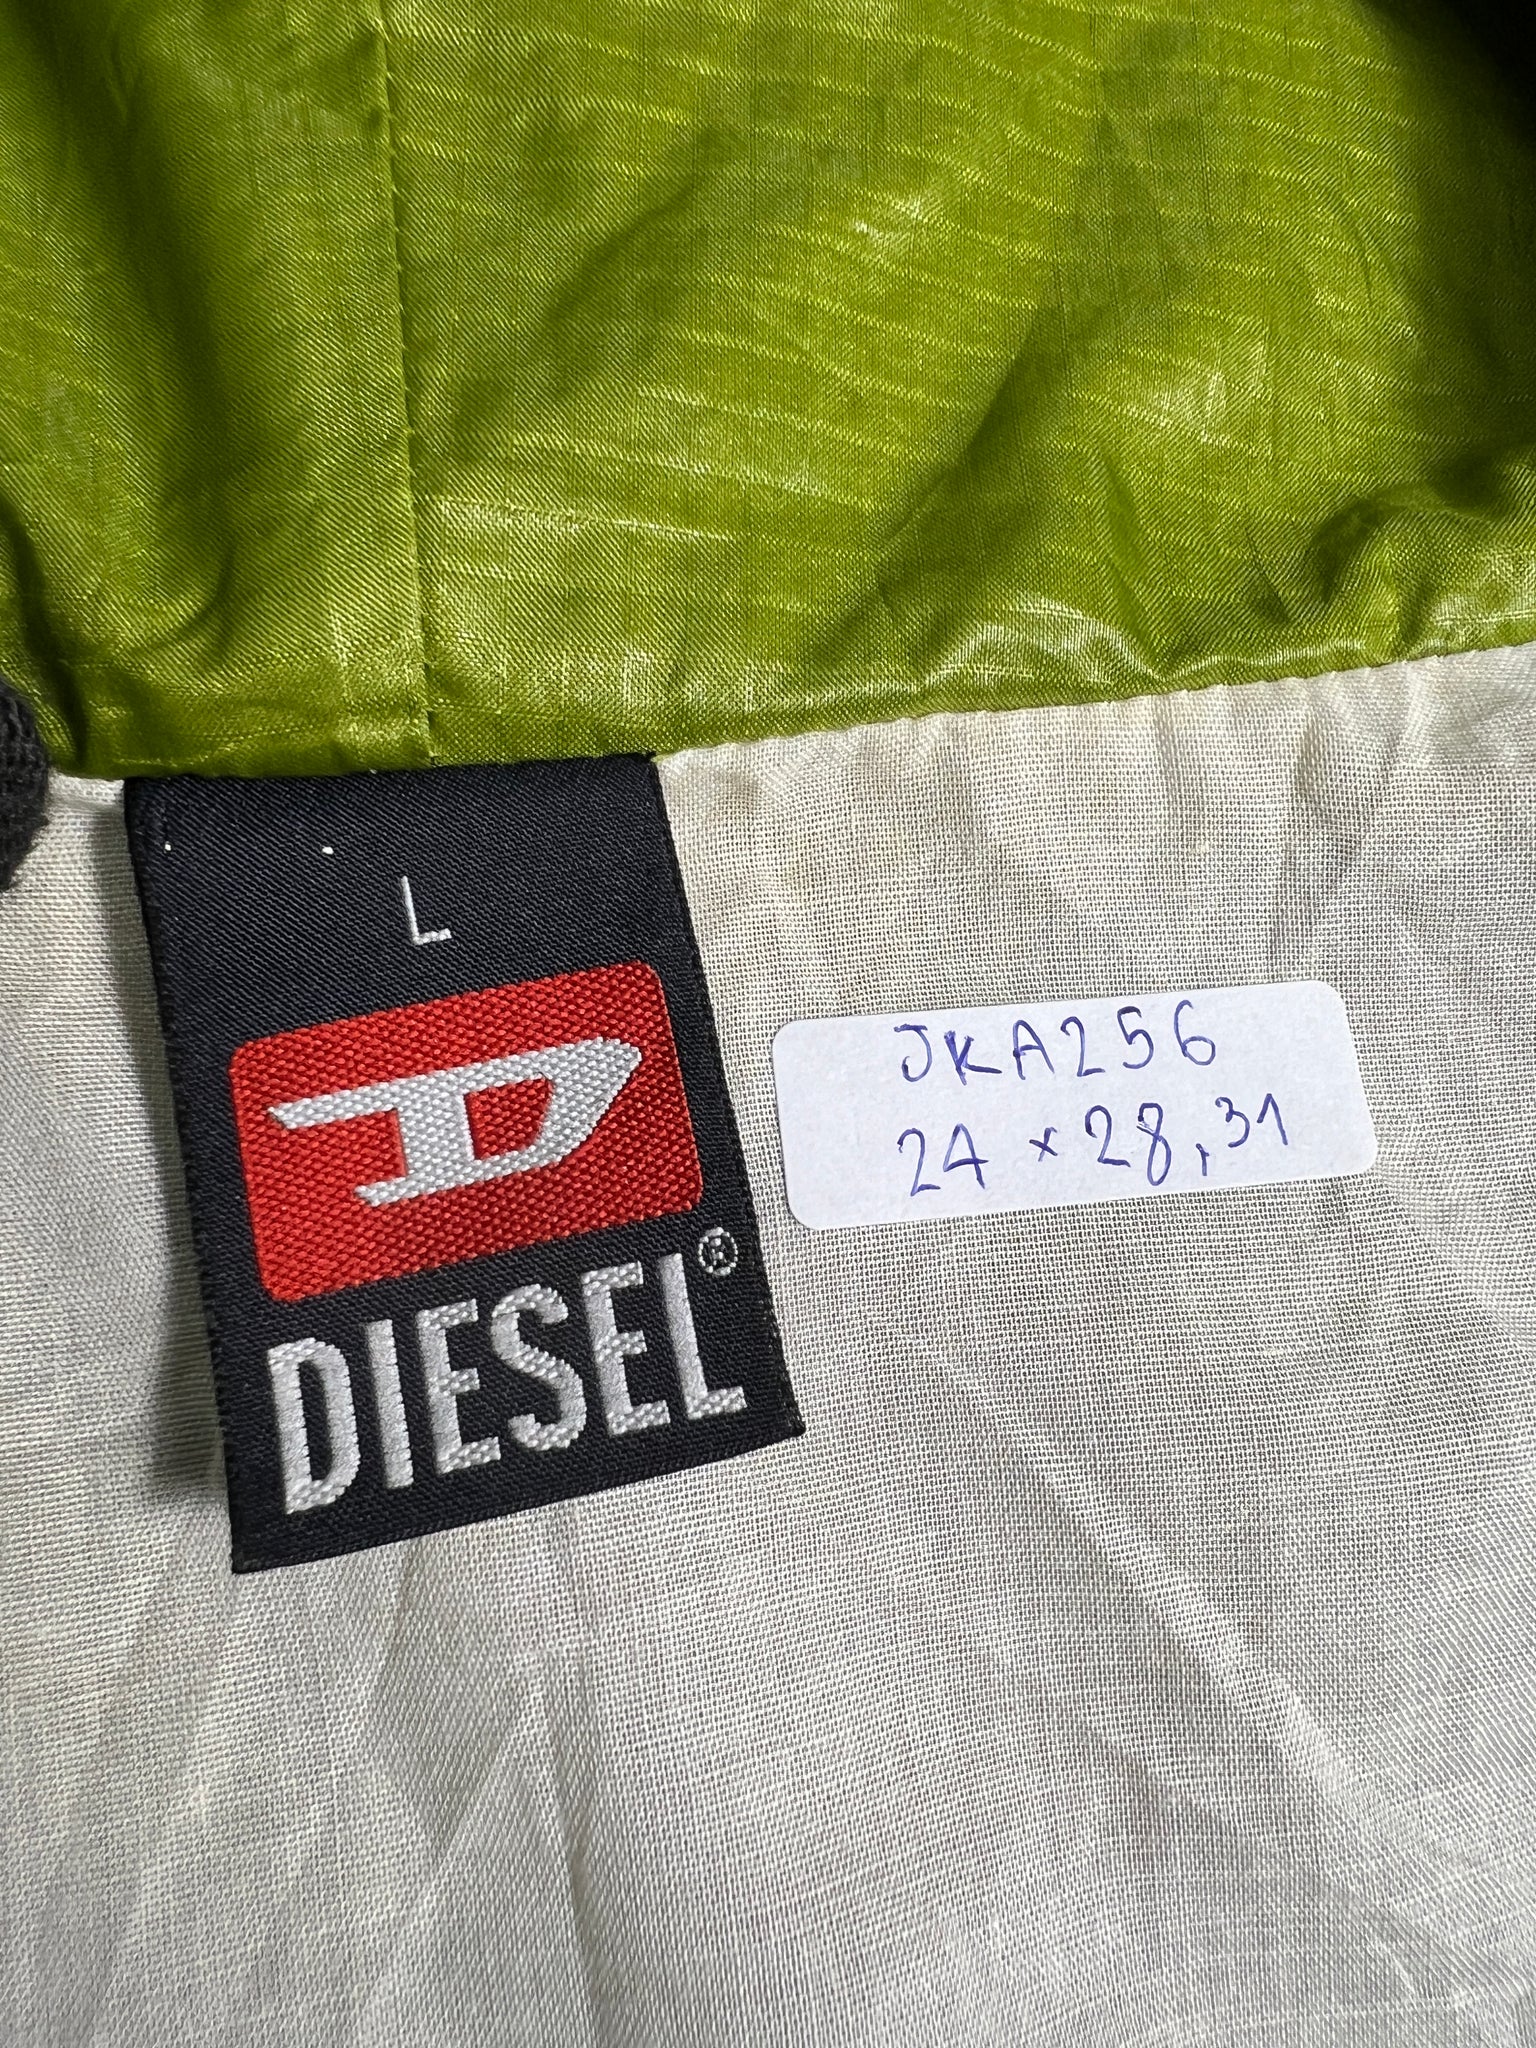 L
D
DIESEL®
JKA256
24 × 28,31